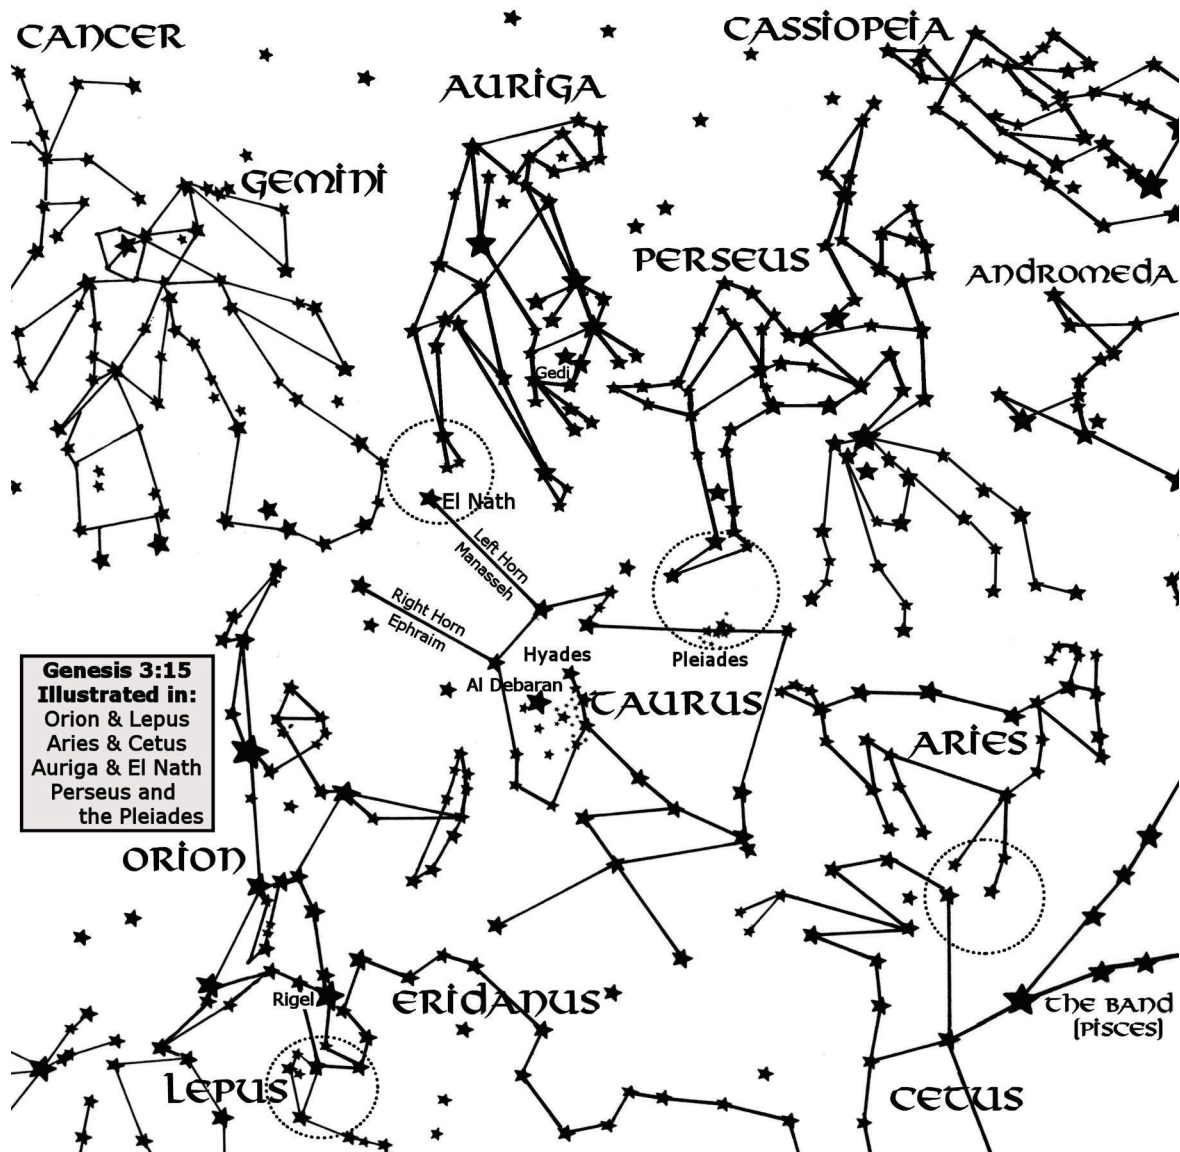 CANCER
CASSIOPEIA
AURIGA
GEMINI
PERSEUS
ANDROMEDA
Gedi
El Nath
Left Horn
Manasseh
Right Horn
Ephraim
Hyades
Pleiades
Al Debaran
TAURUS
Genesis 3:15
Illustrated in:
Orion & Lepus
Aries & Cetus
Auriga & El Nath
Perseus and
the Pleiades
ARIES
ORION
Rigel
ERIDANUS
THE BAND
(PISCES)
LEPUS
CETUS